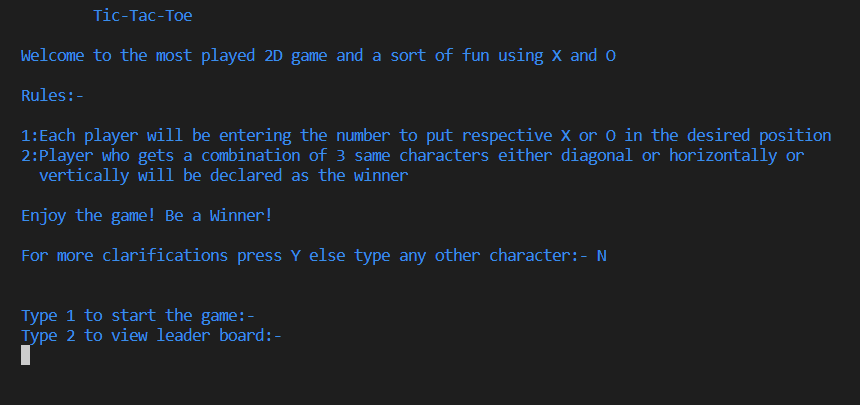 Tic-Tac-Toe
Welcome to the most played 2D game and a sort of fun using X and O
Rules:-
1:Each player will be entering the number to put respective X or O in the desired position
2:Player who gets a combination of 3 same characters either diagonal or horizontally or
vertically will be declared as the winner
Enjoy the game! Be a Winner!
For more clarifications press Y else type any other character:- N
Type 1 to start the game:-
Type 2 to view leader board:-